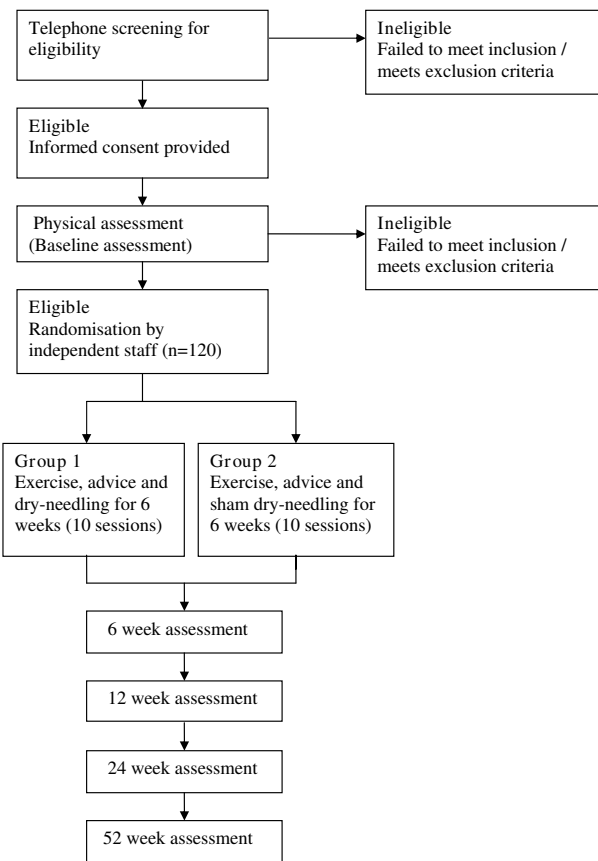 Telephone screening for
eligibility
Ineligible
Failed to meet inclusion /
meets exclusion criteria
Eligible
Informed consent provided
Physical assessment
(Baseline assessment)
Ineligible
Failed to meet inclusion /
meets exclusion criteria
Eligible
Randomisation by
independent staff (n=120)
Group 1
Exercise, advice and
dry-needling for 6
weeks (10 sessions)
Group 2
Exercise, advice and
sham dry-needling for
6 weeks (10 sessions)
6 week assessment
12 week assessment
24 week assessment
52 week assessment